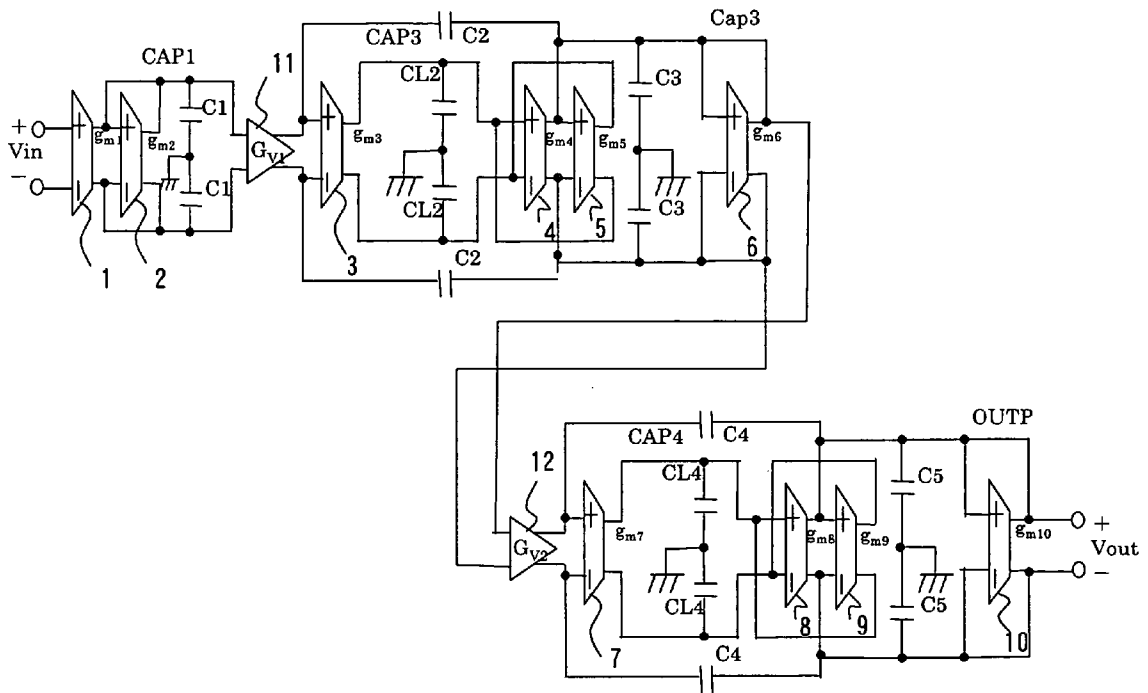 Cap3
CAP3
C2
CAP1
11
CL2
C3
C1
+
Vin
−
+
−
gm1
+
−
gm2
GV1
+
−
gm3
+
−
gm4
+
−
gm5
+
−
gm6
C1
CL2
C3
C2
1
2
3
4
5
6
OUTP
CAP4
C4
12
CL4
C5
GV2
+
−
gm7
+
−
gm8
+
−
gm9
+
−
gm10
+
Vout
−
CL4
C5
C4
7
8
9
10